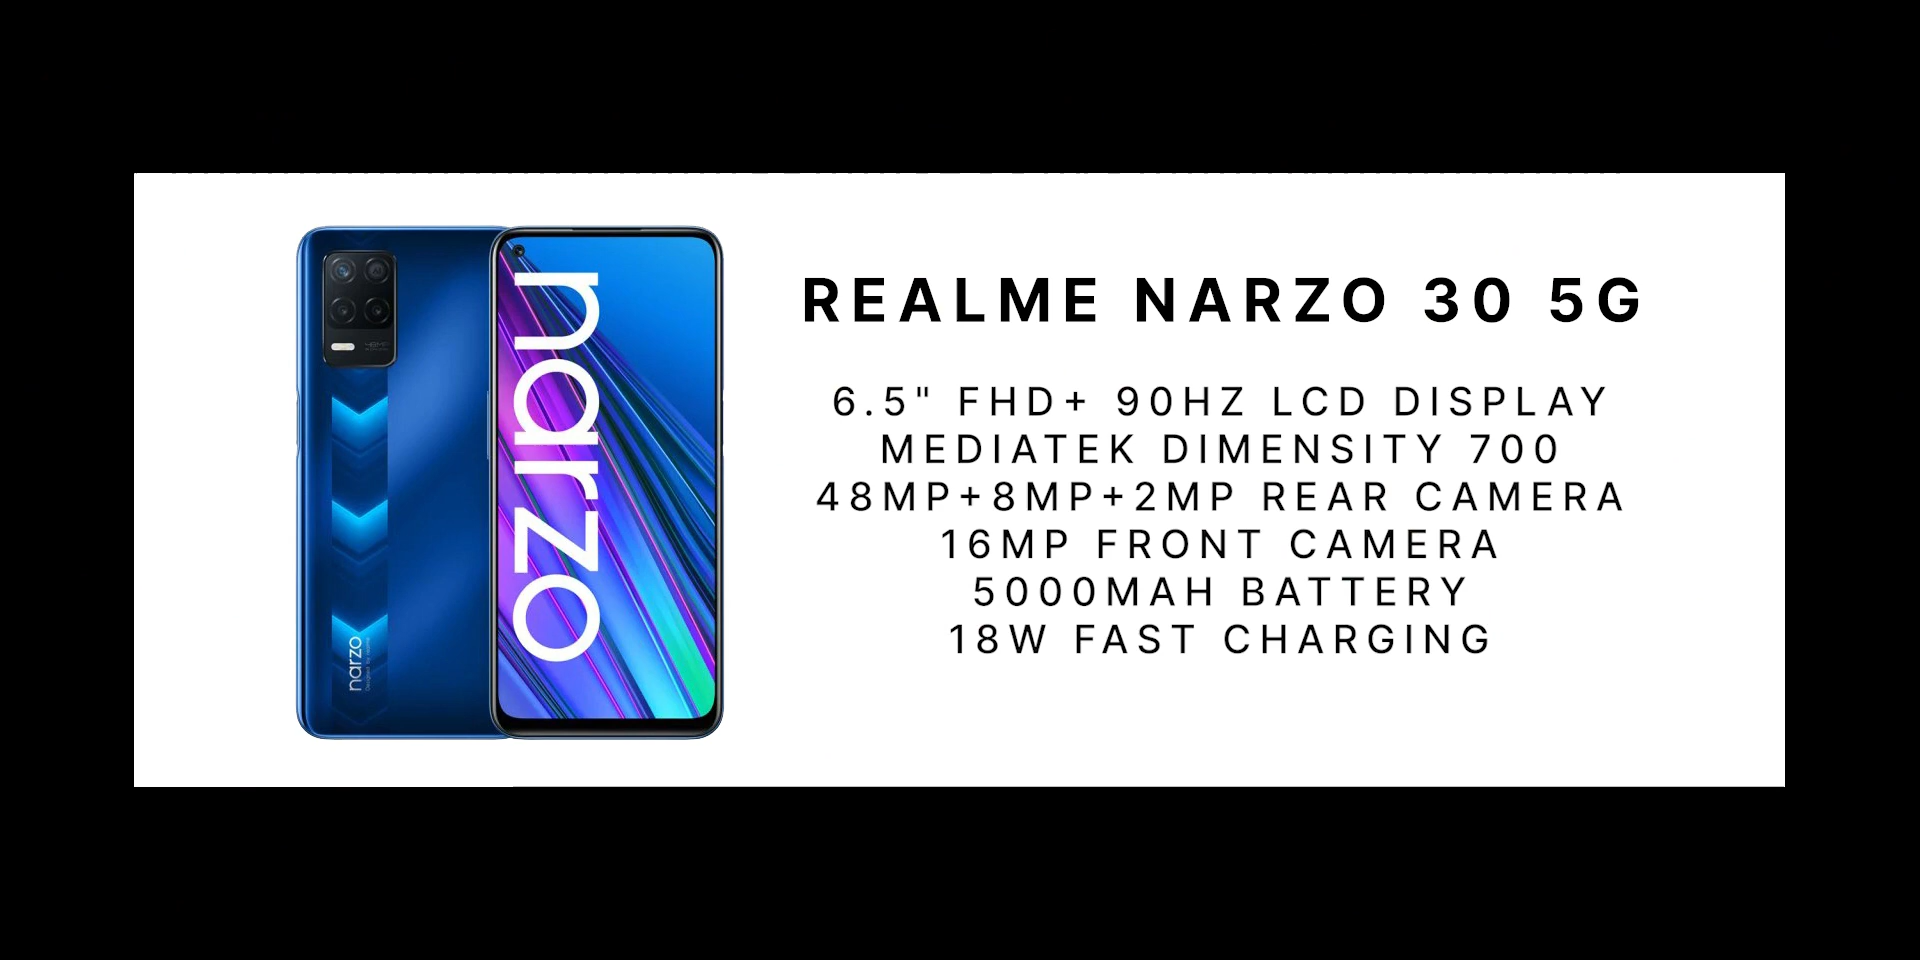 REALME NARZO 30 5G
6.5" FHD+ 90HZ LCD DISPLAY
MEDIATEK DIMENSITY 700
48MP+8MP+2MP REAR CAMERA
16MP FRONT CAMERA
5000MAH BATTERY
18W FAST CHARGING
narzo
narzo
48MP